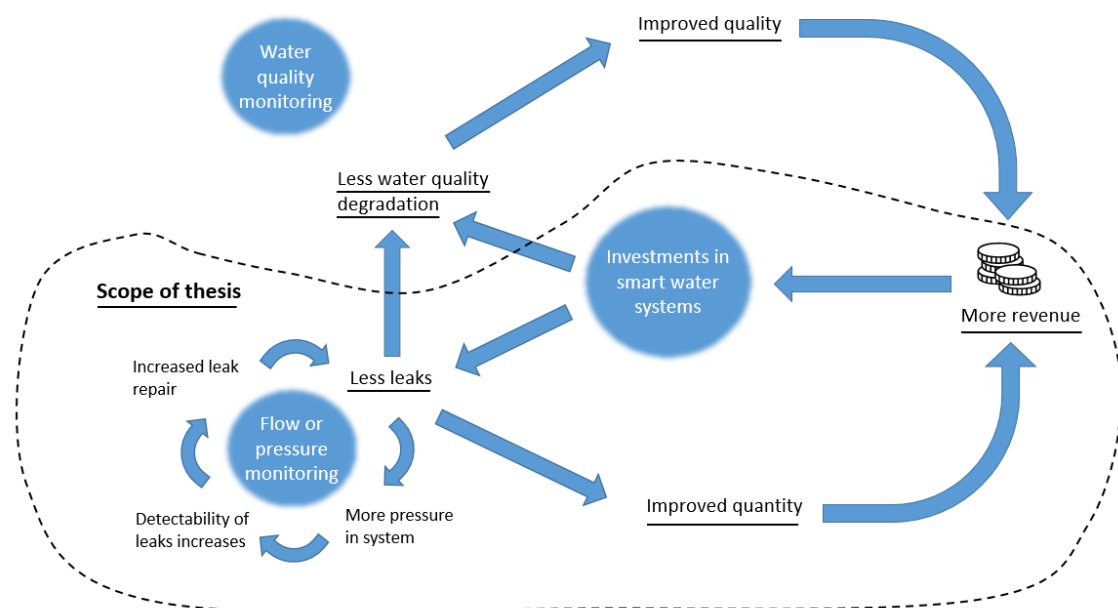 Improved quality
Water
quality
monitoring
Less water quality
degradation
Investments in
smart water
systems
Scope of thesis
More revenue
Increased leak
repair
Less leaks
Flow or
pressure
monitoring
Improved quantity
Detectability of
leaks increases
More pressure
in system